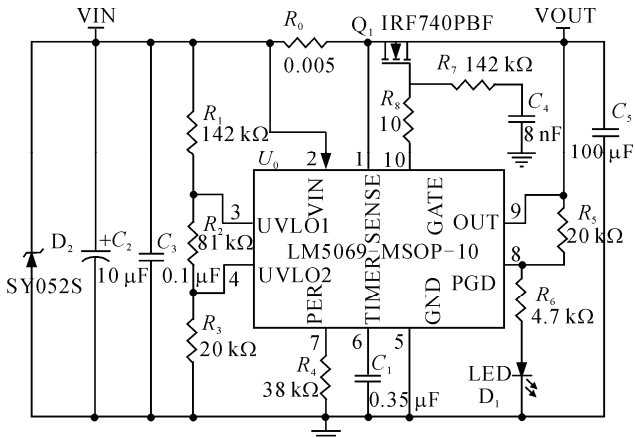 VIN
VOUT
R0
0.005
Q1 IRF740PBF
R7 142 kΩ
R8
10
C4
8 nF
C5
100 μF
R1
142 kΩ
U0
2
1
10
VIN
SENSE
GATE
3
UVLO1
OUT
9
R2
81 kΩ
R5
20 kΩ
LM5069-MSOP-10
D2
SY052S
+C2
10 μF
C3
0.1 μF
4
UVLO2
PGD
8
PER
TIMER
GND
R3
20 kΩ
7
6
5
R6
4.7 kΩ
R4
38 kΩ
C1
0.35 μF
LED
D1